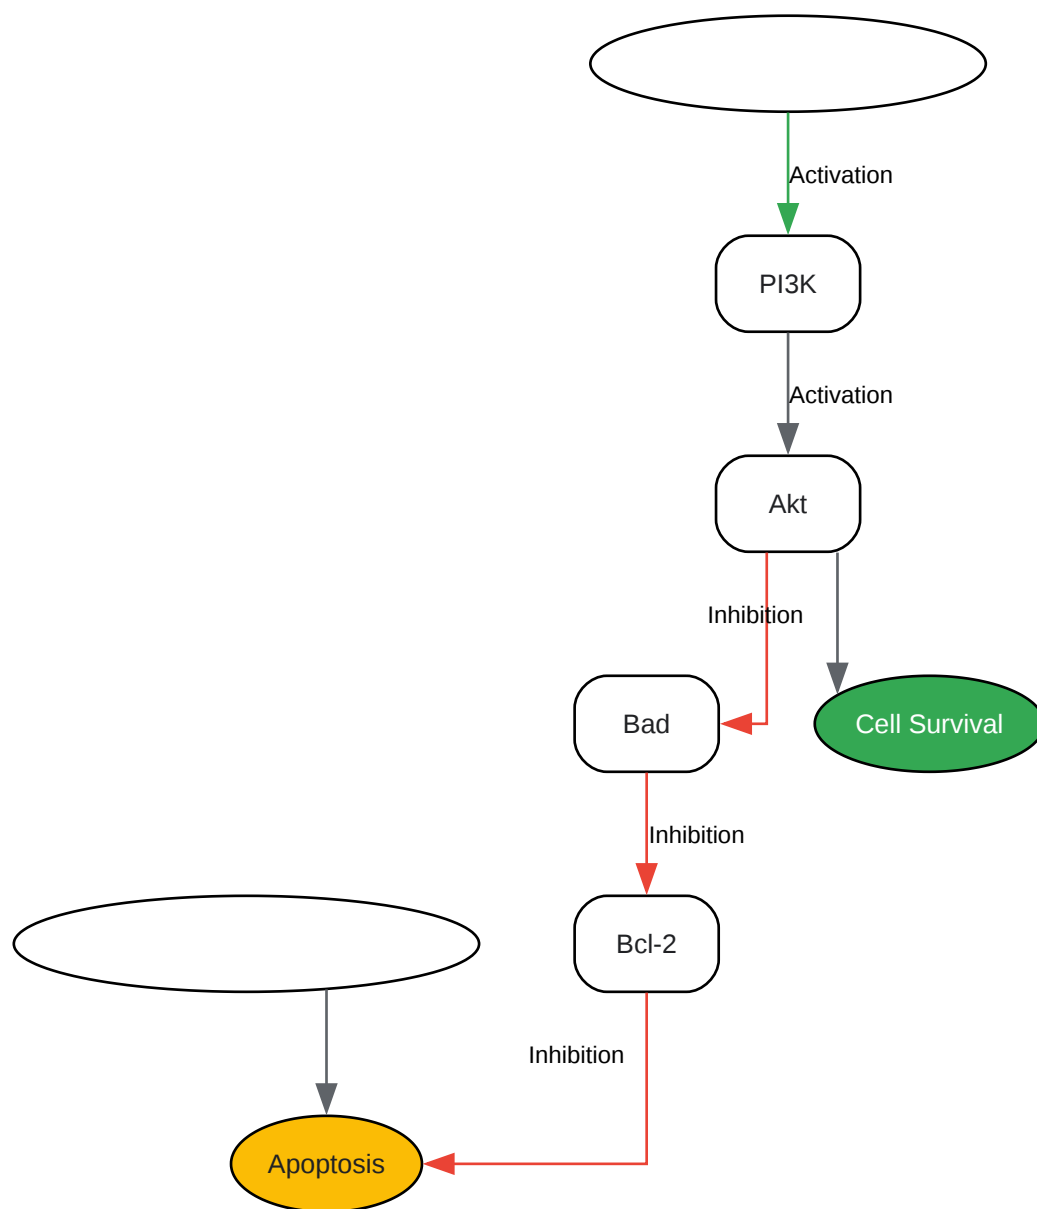 Activation
PI3K
Activation
Akt
Inhibition
Bad
Cell Survival
Inhibition
Bcl-2
Inhibition
Apoptosis